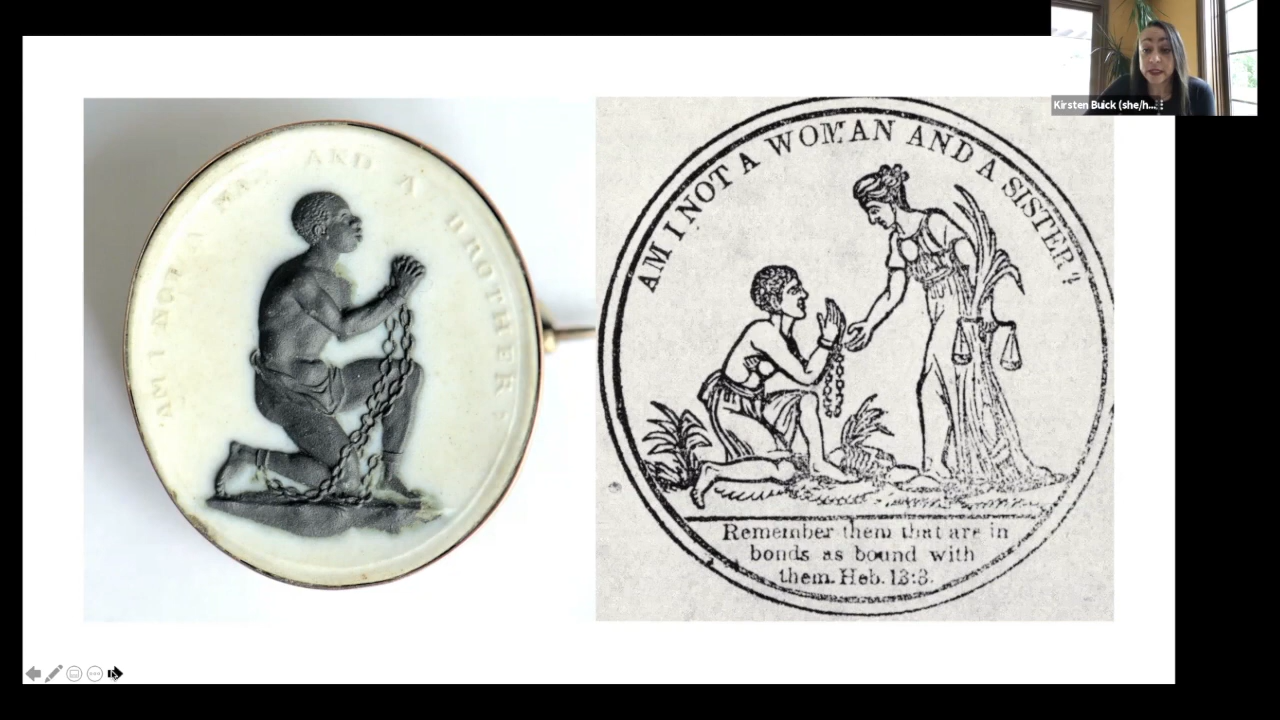 Kirsten Buick (she/h...
AM I NOT A MAN AND A BROTHER?
AM I NOT A WOMAN AND A SISTER?
Remember them that are in
bonds as bound with
them. Heb. 13:3.